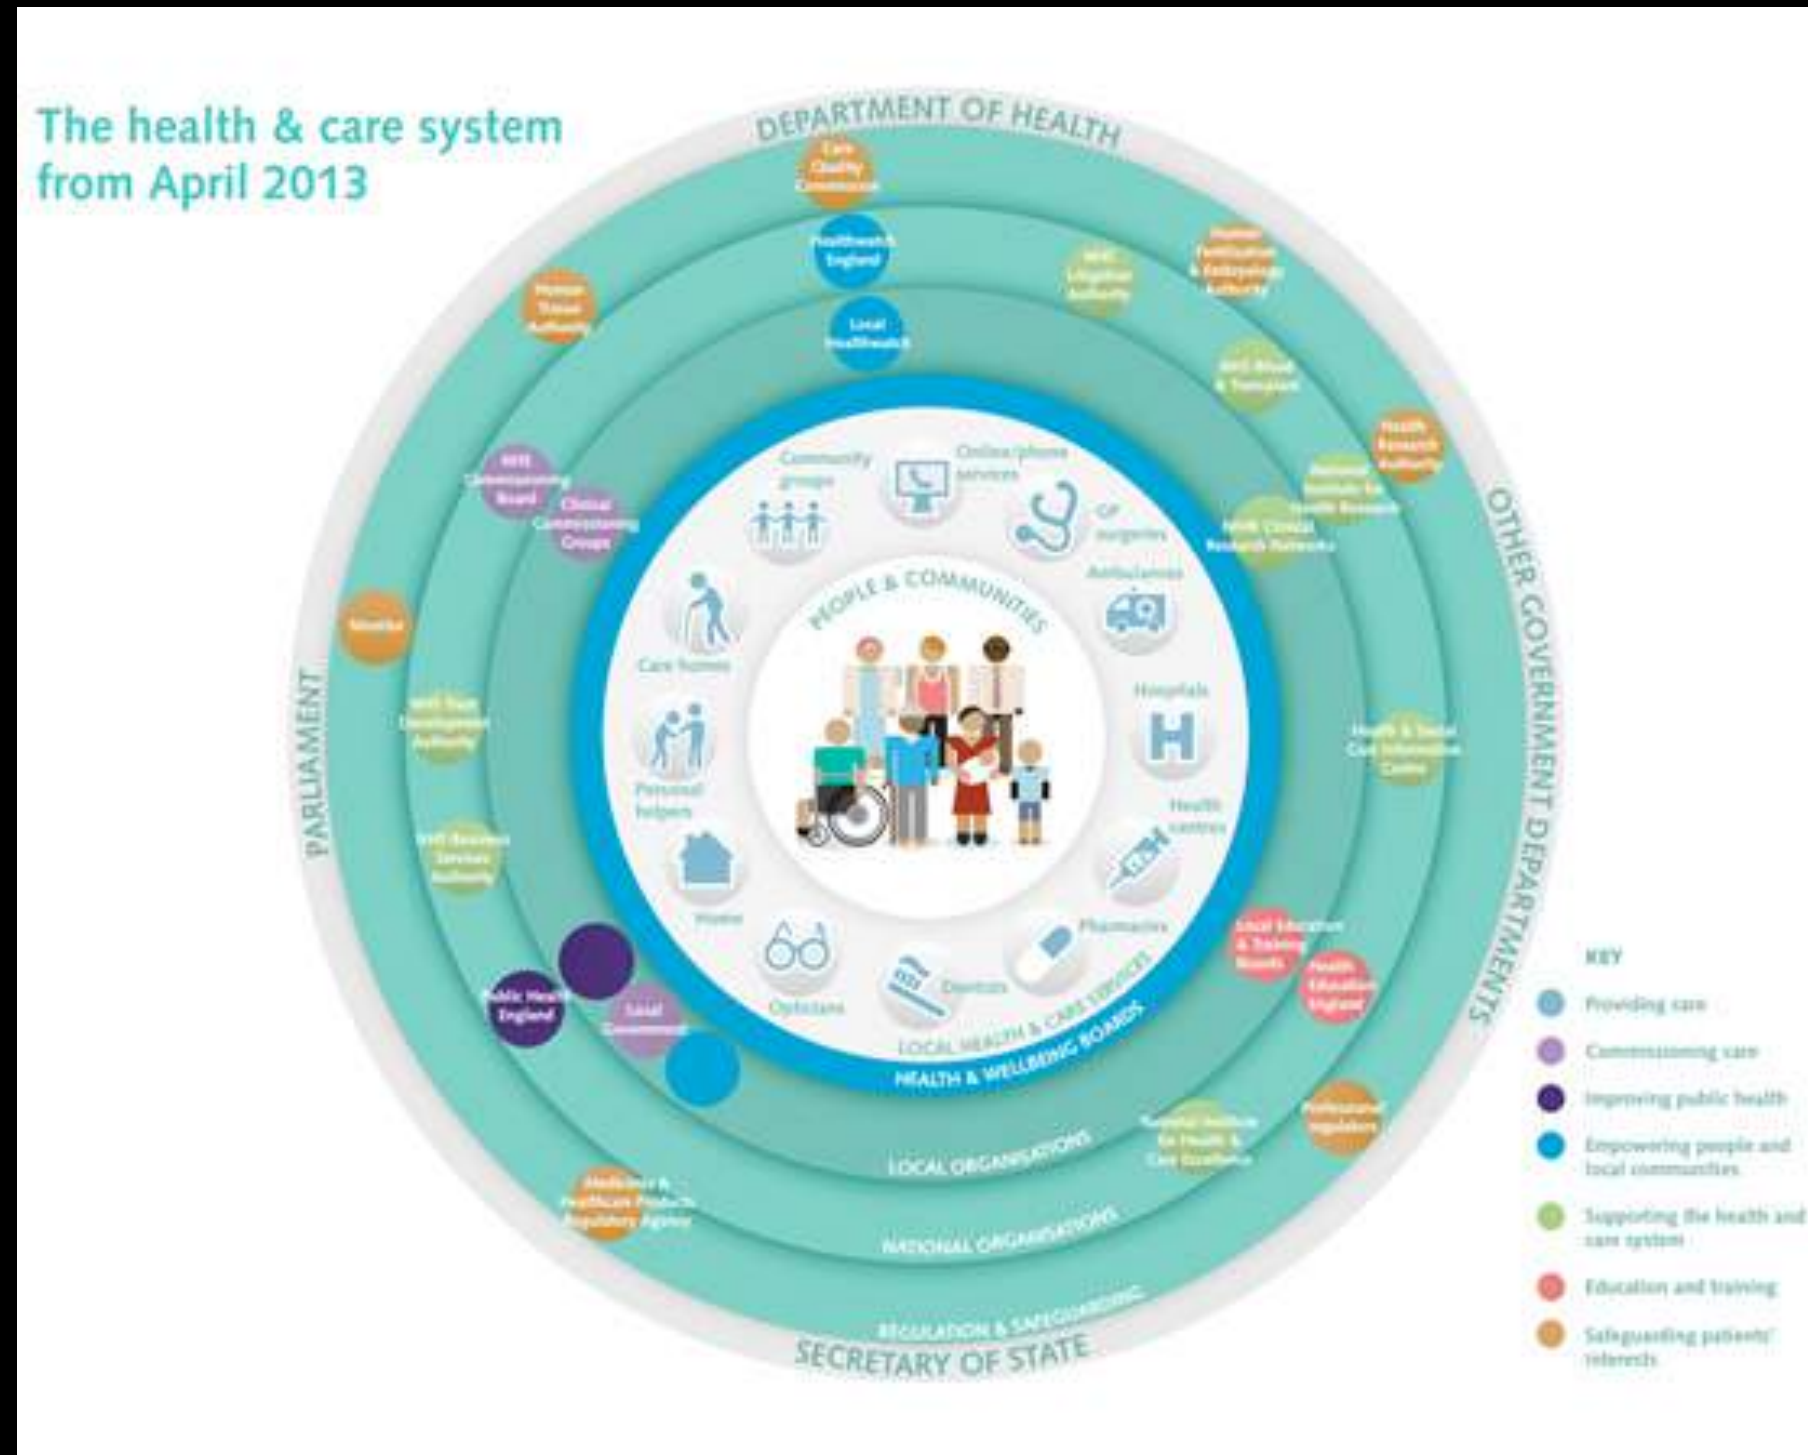 The health & care system
from April 2013
DEPARTMENT OF HEALTH
Care
Quality
Commission
Healthwatch
England
Local
Healthwatch
NHS
Litigation
Authority
Human
Fertilisation
& Embryology
Authority
Human
Tissue
Authority
NHS Blood
& Transplant
Health
Research
Authority
National
Institute for
Health Research
NIHR Clinical
Research Networks
NHS
Commissioning
Board
Clinical
Commissioning
Groups
Community
groups
Online/phone
services
GP
surgeries
Ambulances
PEOPLE & COMMUNITIES
Care homes
Hospitals
Personal
helpers
Health
centres
Home
Pharmacies
Opticians
Dentists
LOCAL HEALTH & CARE SERVICES
HEALTH & WELLBEING BOARDS
Monitor
NHS Trust
Development
Authority
NHS Business
Services
Authority
Health & Social
Care Information
Centre
PARLIAMENT
OTHER GOVERNMENT DEPARTMENTS
Local Education
& Training
Boards
Health
Education
England
Public Health
England
Local
Government
Professional
regulators
National Institute
for Health &
Care Excellence
Medicines &
Healthcare Products
Regulatory Agency
LOCAL ORGANISATIONS
NATIONAL ORGANISATIONS
REGULATION & SAFEGUARDING
SECRETARY OF STATE
KEY
Providing care
Commissioning care
Improving public health
Empowering people and
local communities
Supporting the health and
care system
Education and training
Safeguarding patients'
interests